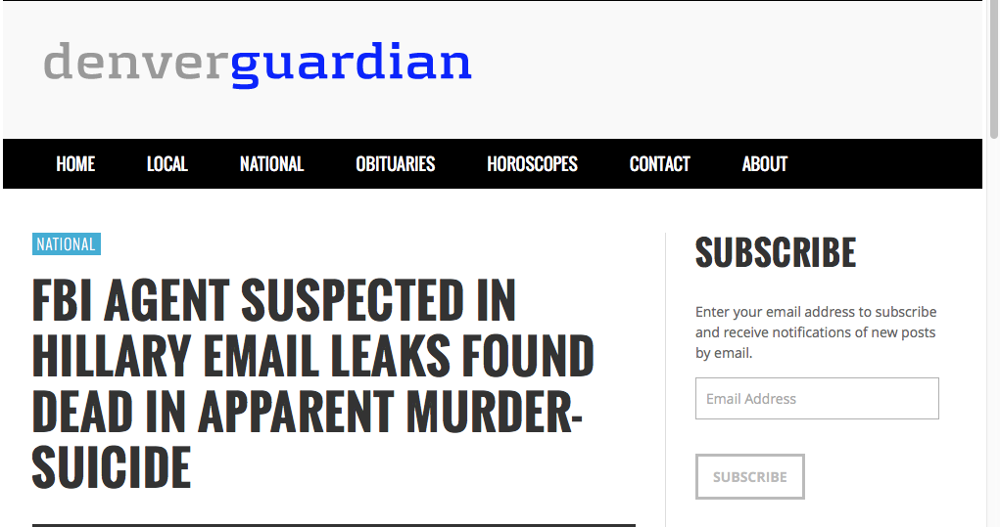 denverguardian
HOME LOCAL NATIONAL OBITUARIES HOROSCOPES CONTACT ABOUT
NATIONAL
FBI AGENT SUSPECTED IN
HILLARY EMAIL LEAKS FOUND
DEAD IN APPARENT MURDER-
SUICIDE
SUBSCRIBE
Enter your email address to subscribe
and receive notifications of new posts
by email.
Email Address
SUBSCRIBE